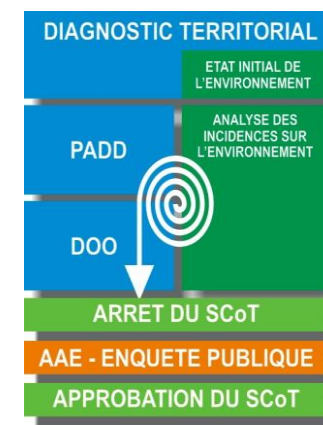 DIAGNOSTIC TERRITORIAL
ETAT INITIAL DE
L'ENVIRONNEMENT
ANALYSE DES
INCIDENCES SUR
L'ENVIRONNEMENT
PADD
DOO
ARRET DU SCoT
AAE - ENQUETE PUBLIQUE
APPROBATION DU SCoT